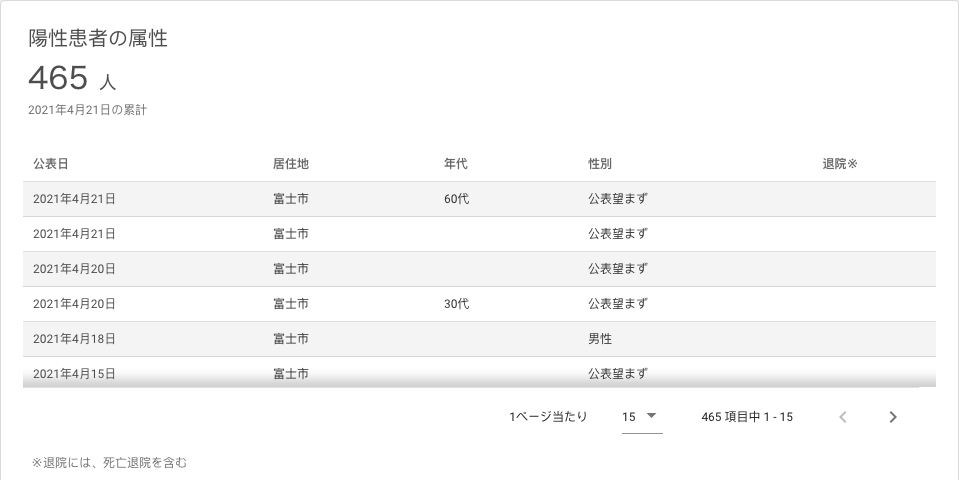 陽性患者の属性
465 人
2021年4月21日の累計
公表日 居住地 年代 性別 退院※
2021年4月21日 富士市 60代 公表望まず
2021年4月21日 富士市 公表望まず
2021年4月20日 富士市 公表望まず
2021年4月20日 富士市 30代 公表望まず
2021年4月18日 富士市 男性
2021年4月15日 富士市 公表望まず
1ページ当たり 15 465 項目中 1 - 15
※退院には、死亡退院を含む